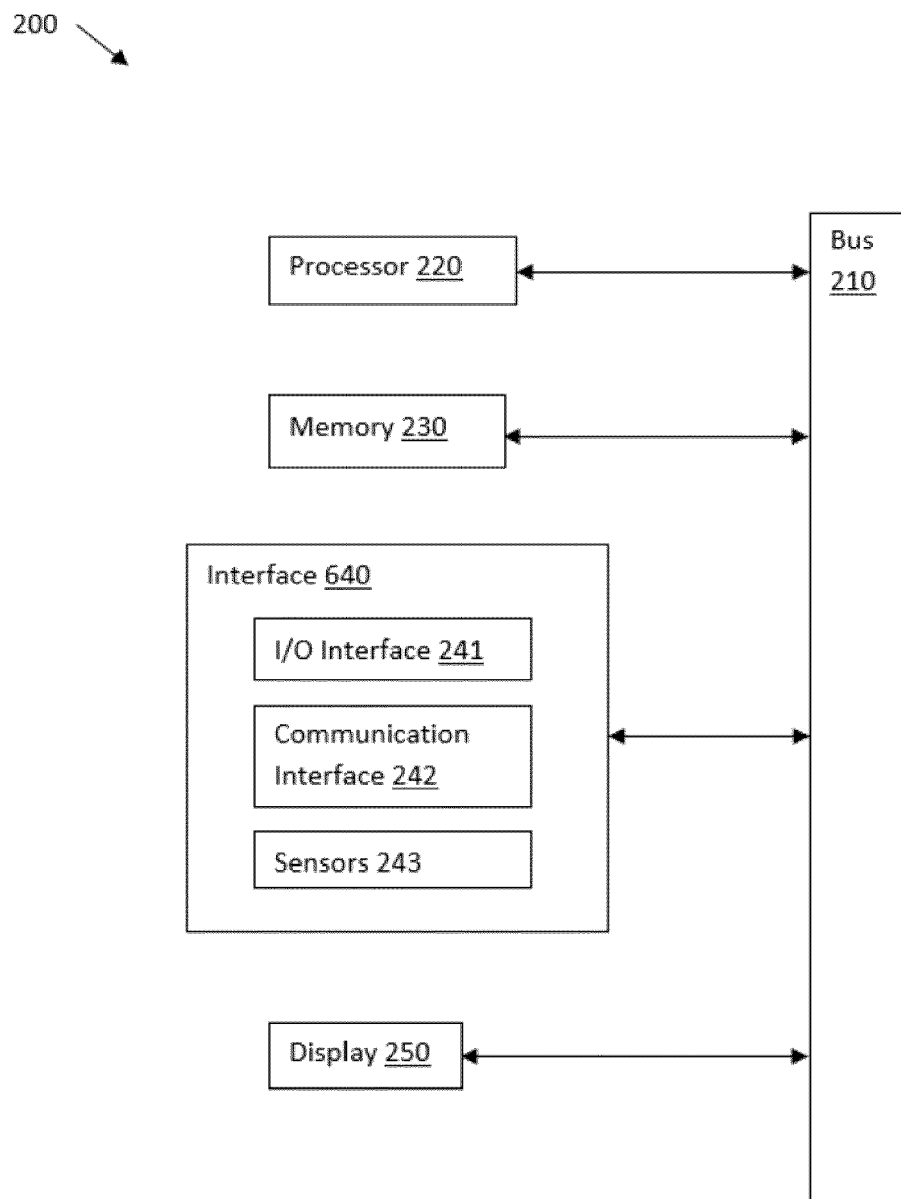 200
Bus
210
Processor 220
Memory 230
Interface 640
I/O Interface 241
Communication
Interface 242
Sensors 243
Display 250